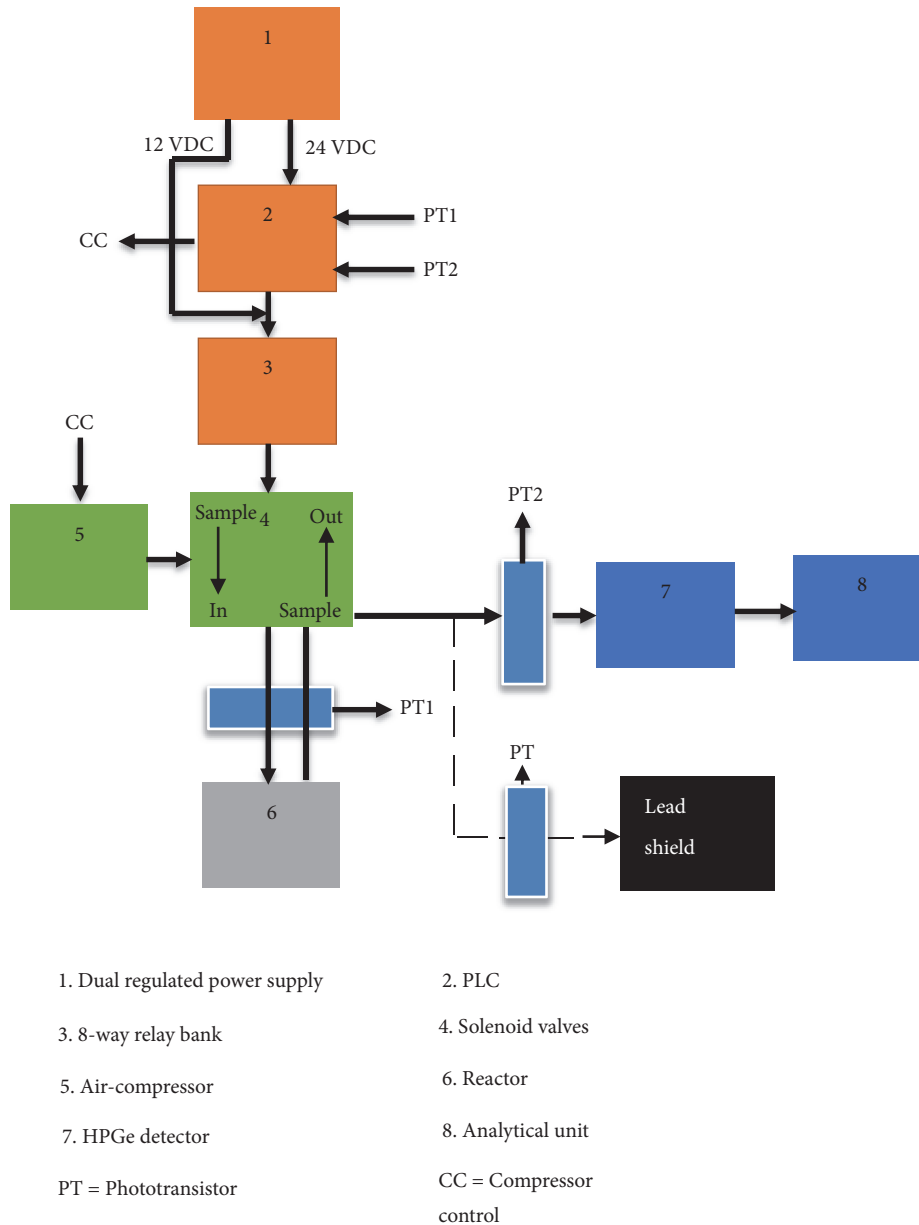 1
12 VDC
24 VDC
2
PT1
CC
PT2
3
CC
PT2
Sample
4
Out
5
7
8
In
Sample
PT1
PT
6
Lead
shield
1. Dual regulated power supply
2. PLC
3. 8-way relay bank
4. Solenoid valves
5. Air-compressor
6. Reactor
7. HPGe detector
8. Analytical unit
PT = Phototransistor
CC = Compressor
control